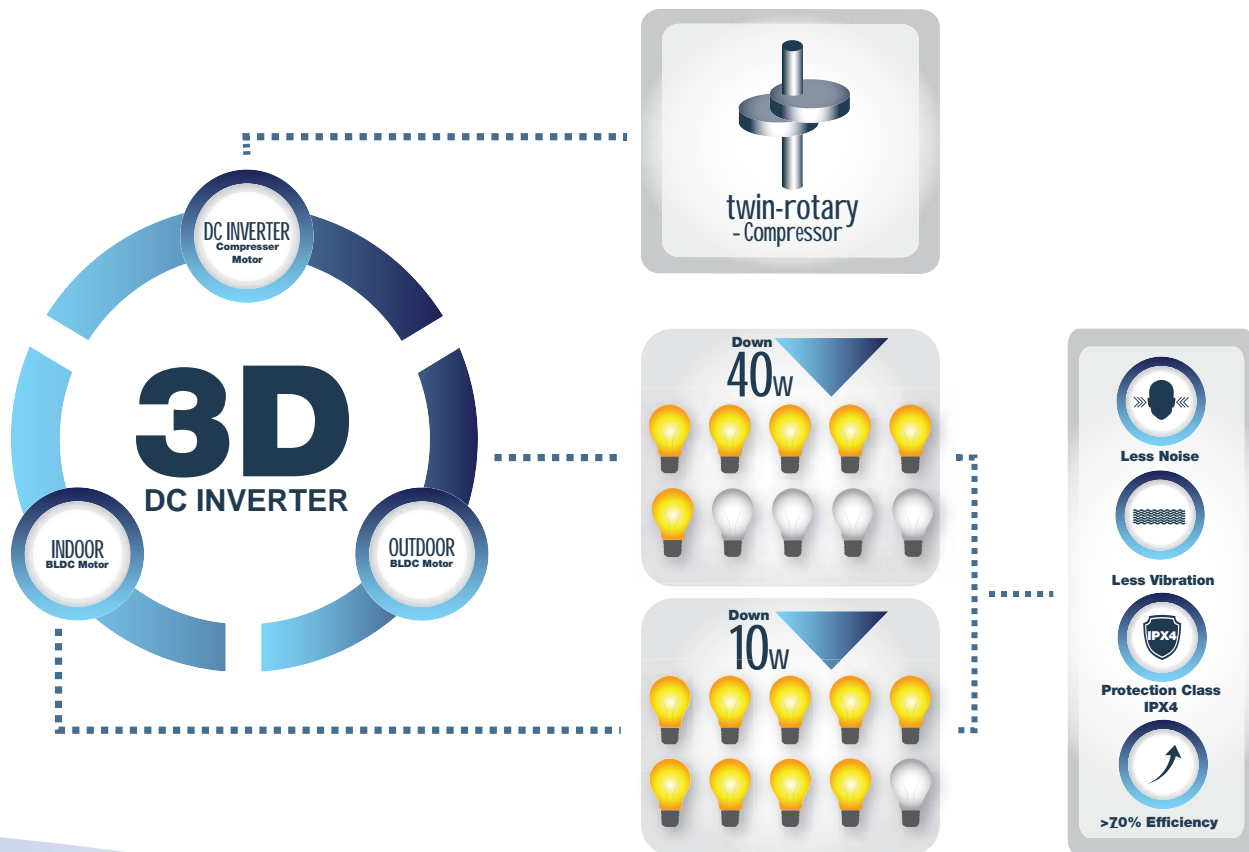 twin-rotary
- Compressor
DC INVERTER
Compresser
Motor
3D
DC INVERTER
INDOOR
BLDC Motor
OUTDOOR
BLDC Motor
Down
40W
Down
10W
Less Noise
Less Vibration
IPX4
Protection Class
IPX4
>70% Efficiency